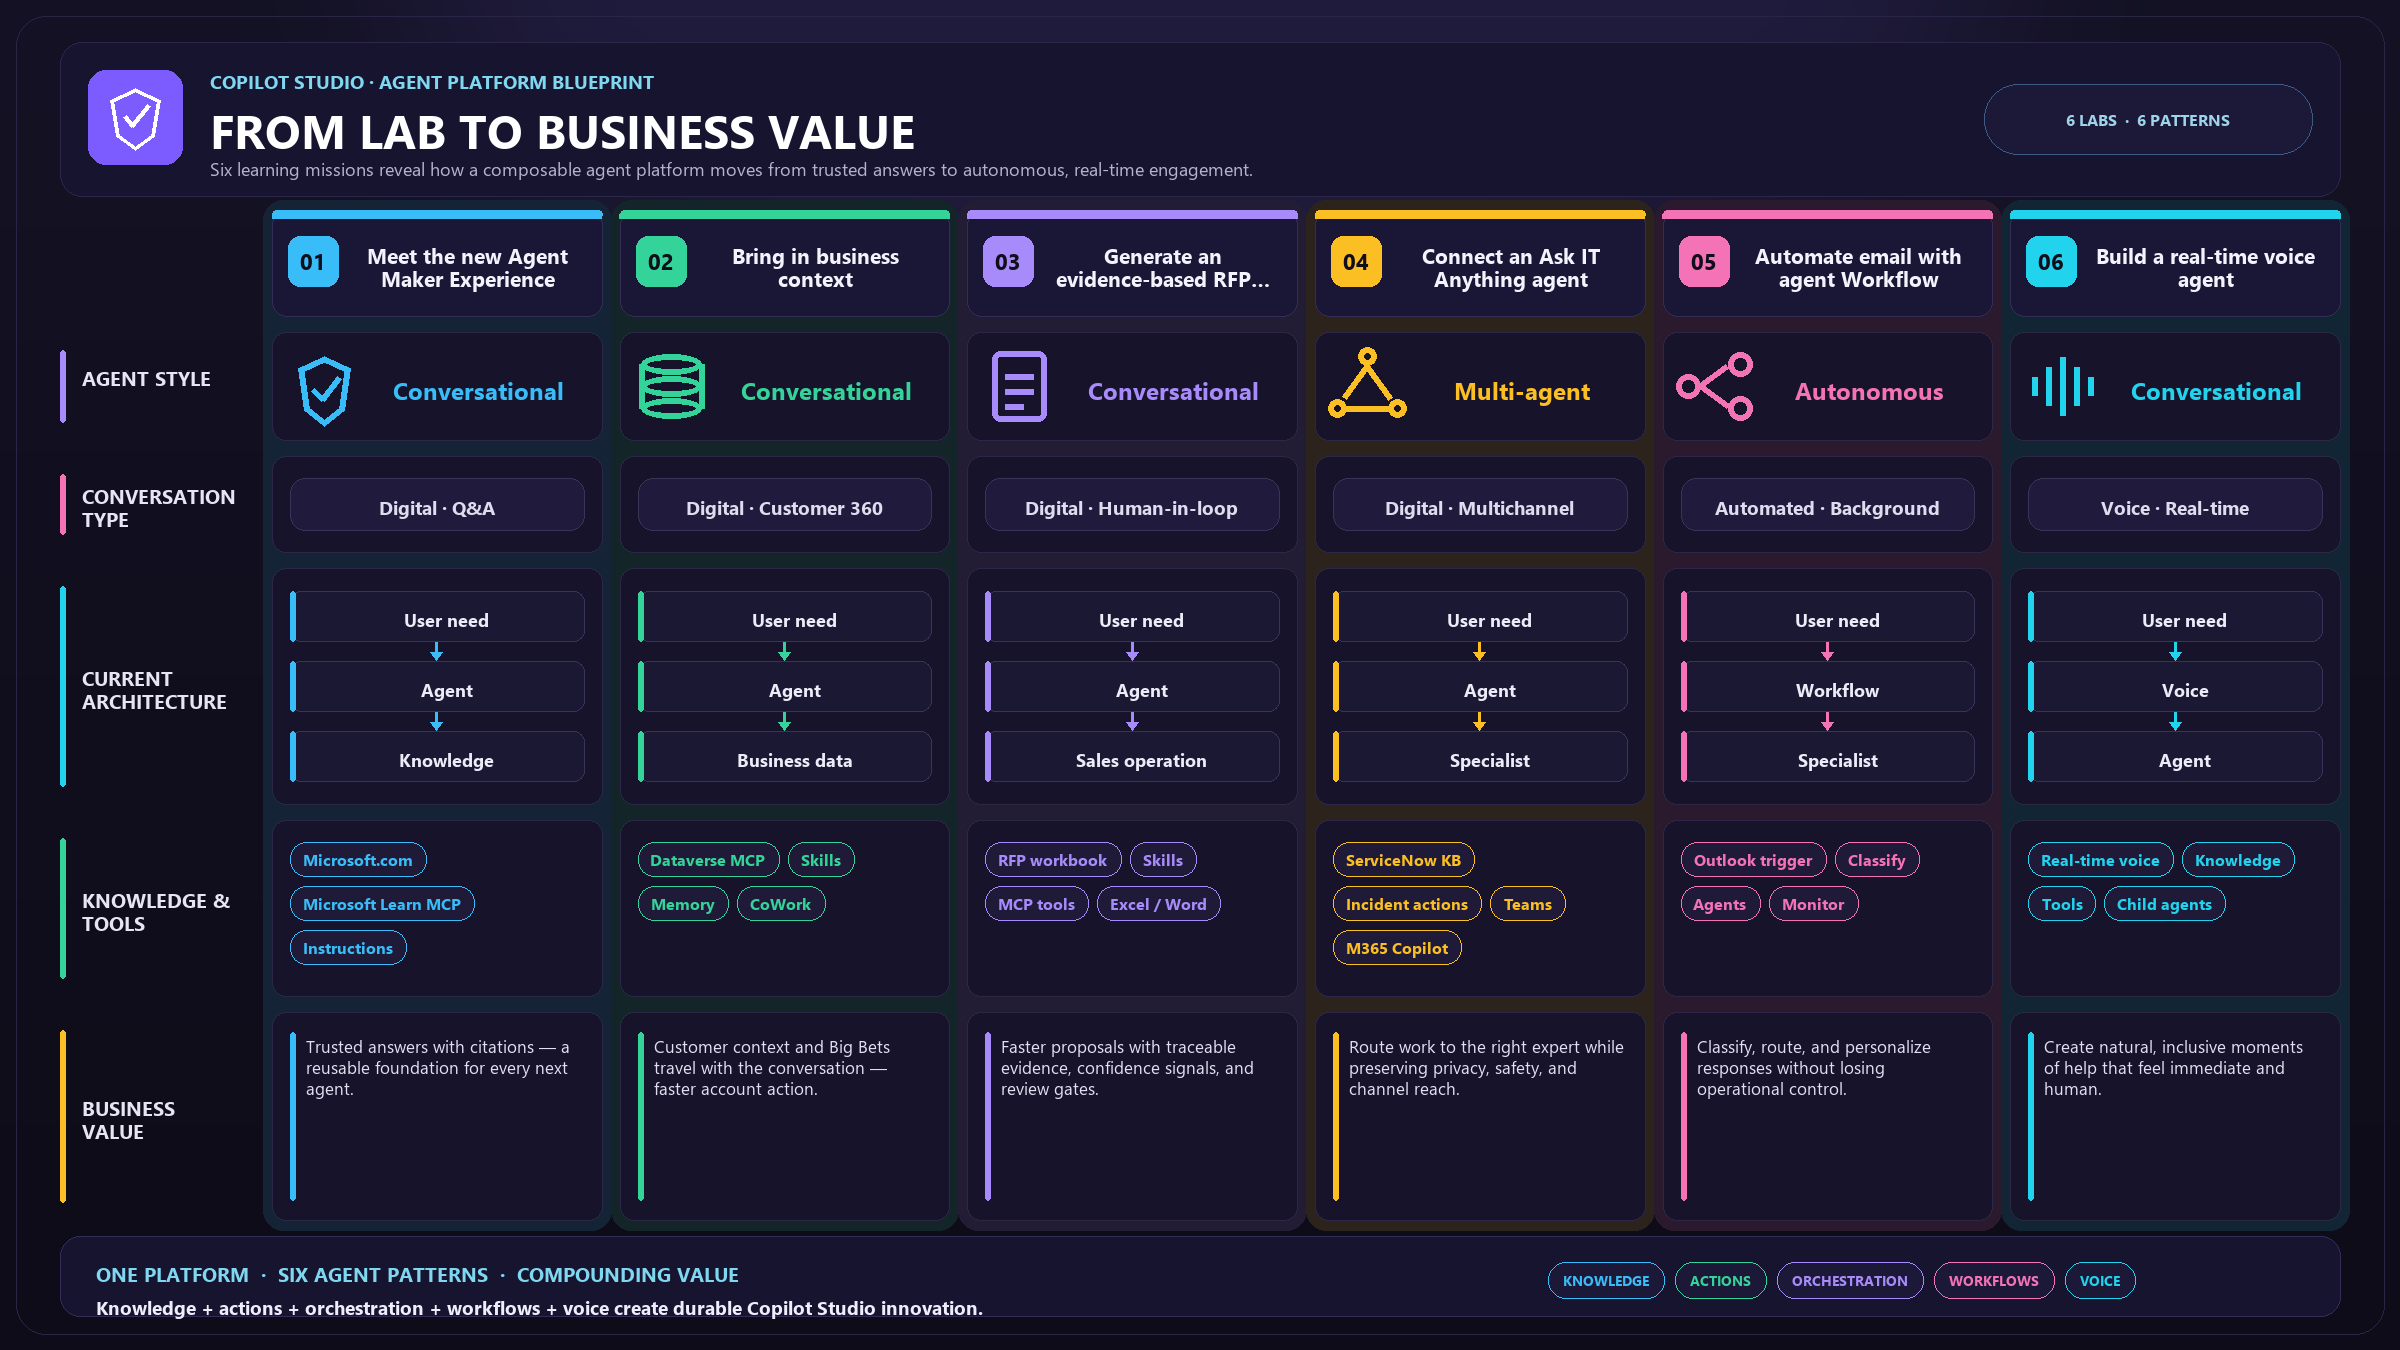 COPILOT STUDIO · AGENT PLATFORM BLUEPRINT
FROM LAB TO BUSINESS VALUE
Six learning missions reveal how a composable agent platform moves from trusted answers to autonomous, real-time engagement.
6 LABS · 6 PATTERNS
01
Meet the new Agent
Maker Experience
02
Bring in business
context
03
Generate an
evidence-based RFP...
04
Connect an Ask IT
Anything agent
05
Automate email with
agent Workflow
06
Build a real-time voice
agent
AGENT STYLE
Conversational
Conversational
Conversational
Multi-agent
Autonomous
Conversational
CONVERSATION
TYPE
Digital · Q&A
Digital · Customer 360
Digital · Human-in-loop
Digital · Multichannel
Automated · Background
Voice · Real-time
CURRENT
ARCHITECTURE
User need
Agent
Knowledge
User need
Agent
Business data
User need
Agent
Sales operation
User need
Agent
Specialist
User need
Workflow
Specialist
User need
Voice
Agent
KNOWLEDGE &
TOOLS
Microsoft.com
Microsoft Learn MCP
Instructions
Dataverse MCP
Skills
Memory
CoWork
RFP workbook
Skills
MCP tools
Excel / Word
ServiceNow KB
Incident actions
Teams
M365 Copilot
Outlook trigger
Classify
Agents
Monitor
Real-time voice
Knowledge
Tools
Child agents
BUSINESS
VALUE
Trusted answers with citations — a
reusable foundation for every next
agent.
Customer context and Big Bets
travel with the conversation —
faster account action.
Faster proposals with traceable
evidence, confidence signals, and
review gates.
Route work to the right expert while
preserving privacy, safety, and
channel reach.
Classify, route, and personalize
responses without losing
operational control.
Create natural, inclusive moments
of help that feel immediate and
human.
ONE PLATFORM · SIX AGENT PATTERNS · COMPOUNDING VALUE
Knowledge + actions + orchestration + workflows + voice create durable Copilot Studio innovation.
KNOWLEDGE
ACTIONS
ORCHESTRATION
WORKFLOWS
VOICE